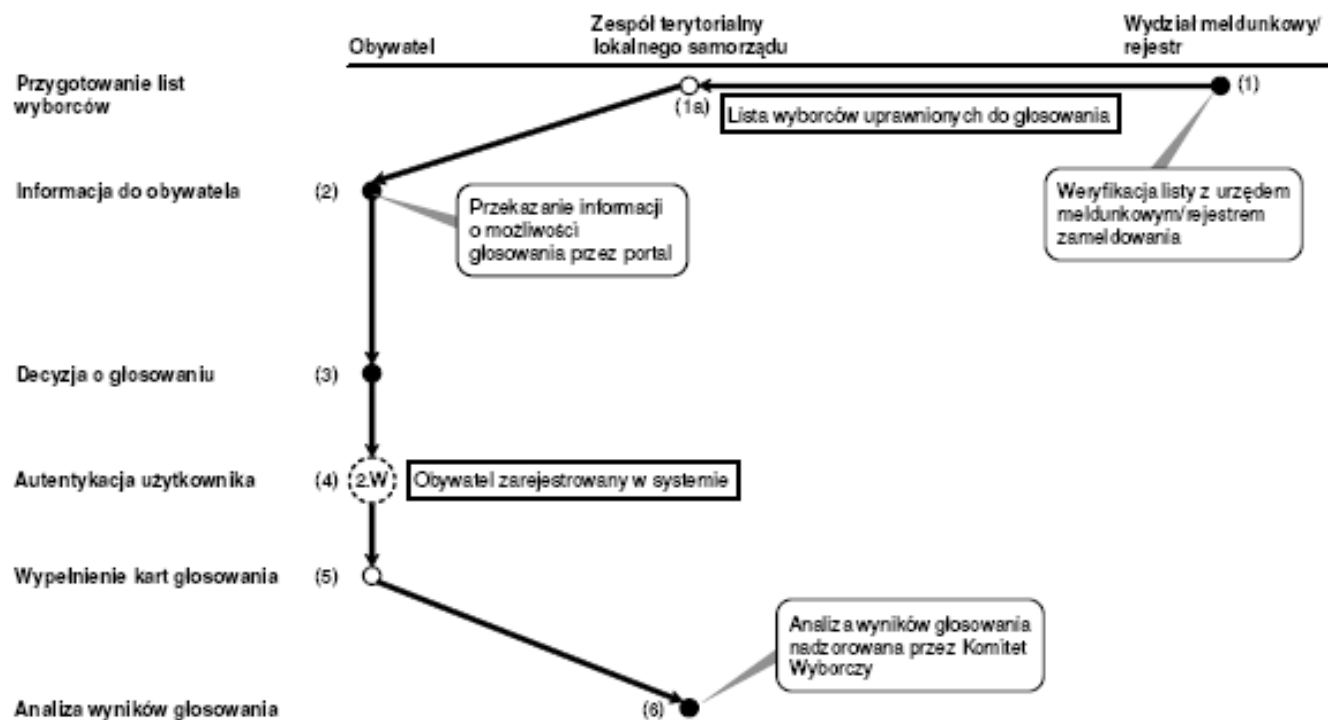 Obywatel
Zespół terytorialny
lokalnego samorządu
Wydział meldunkowy/
rejestr
Przygotowanie list
wyborców
(1a)
(1)
Lista wyborców uprawnionych do głosowania
Informacja do obywatela
(2)
Przekazanie informacji
o możliwości
głosowania przez portal
Weryfikacja listy z urzędem
meldunkowym/rejestrem
zameldowania
Decyzja o głosowaniu
(3)
Autentykacja użytkownika
(4)
2.W
Obywatel zarejestrowany w systemie
Wypełnienie kart głosowania
(5)
Analiza wyników głosowania
nadzorowana przez Komitet
Wyborczy
Analiza wyników głosowania
(6)